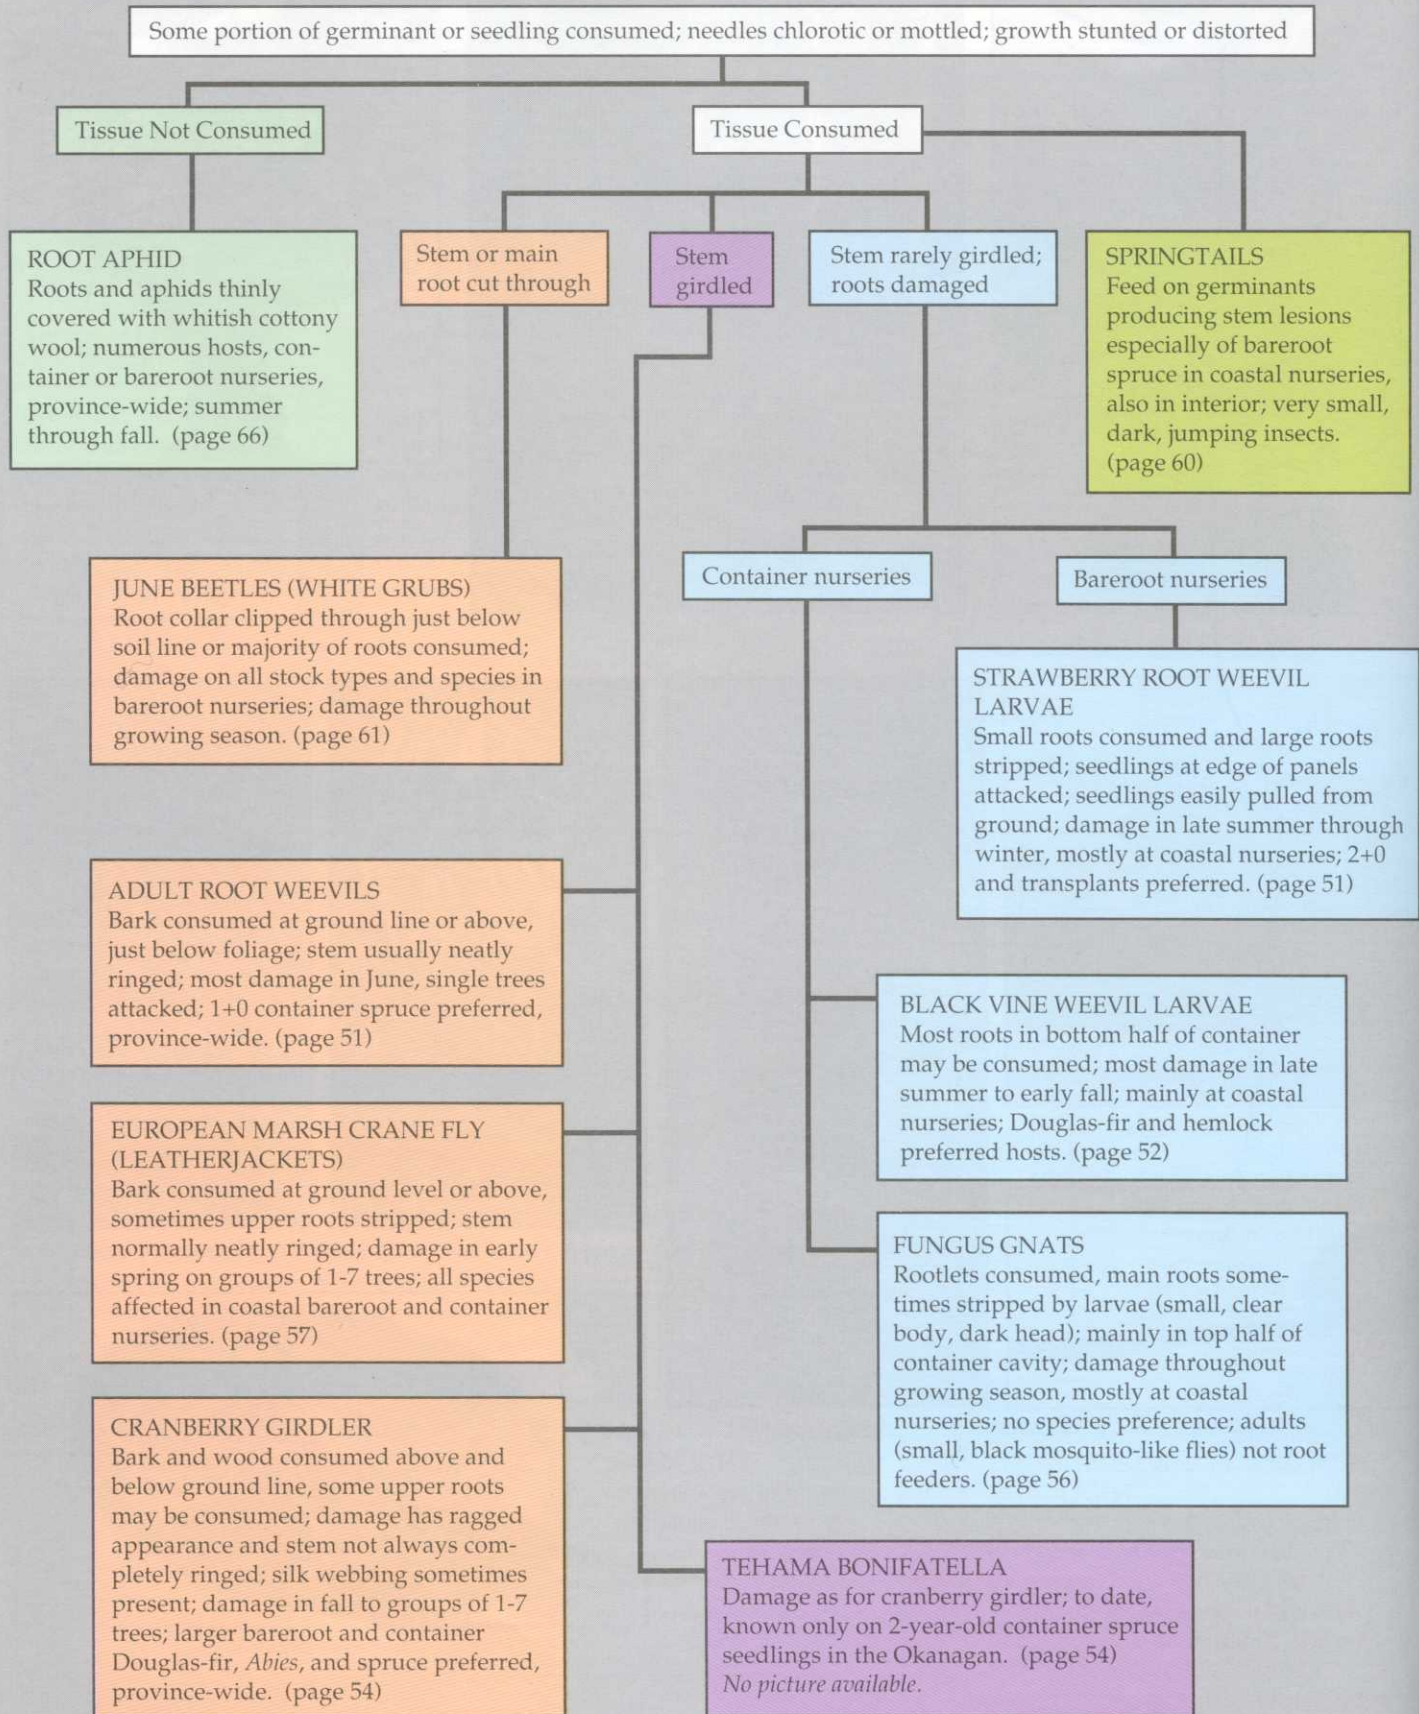 Some portion of germinant or seedling consumed; needles chlorotic or mottled; growth stunted or distorted
Tissue Not Consumed
Tissue Consumed
ROOT APHID
Roots and aphids thinly
covered with whitish cottony
wool; numerous hosts, con-
tainer or bareroot nurseries,
province-wide; summer
through fall. (page 66)
Stem or main
root cut through
Stem
girdled
Stem rarely girdled;
roots damaged
SPRINGTAILS
Feed on germinants
producing stem lesions
especially of bareroot
spruce in coastal nurseries,
also in interior; very small,
dark, jumping insects.
(page 60)
JUNE BEETLES (WHITE GRUBS)
Root collar clipped through just below
soil line or majority of roots consumed;
damage on all stock types and species in
bareroot nurseries; damage throughout
growing season. (page 61)
Container nurseries
Bareroot nurseries
STRAWBERRY ROOT WEEVIL
LARVAE
Small roots consumed and large roots
stripped; seedlings at edge of panels
attacked; seedlings easily pulled from
ground; damage in late summer through
winter, mostly at coastal nurseries; 2+0
and transplants preferred. (page 51)
ADULT ROOT WEEVILS
Bark consumed at ground line or above,
just below foliage; stem usually neatly
ringed; most damage in June, single trees
attacked; 1+0 container spruce preferred,
province-wide. (page 51)
BLACK VINE WEEVIL LARVAE
Most roots in bottom half of container
may be consumed; most damage in late
summer to early fall; mainly at coastal
nurseries; Douglas-fir and hemlock
preferred hosts. (page 52)
EUROPEAN MARSH CRANE FLY
(LEATHERJACKETS)
Bark consumed at ground level or above,
sometimes upper roots stripped; stem
normally neatly ringed; damage in early
spring on groups of 1-7 trees; all species
affected in coastal bareroot and container
nurseries. (page 57)
FUNGUS GNATS
Rootlets consumed, main roots some-
times stripped by larvae (small, clear
body, dark head); mainly in top half of
container cavity; damage throughout
growing season, mostly at coastal
nurseries; no species preference; adults
(small, black mosquito-like flies) not root
feeders. (page 56)
CRANBERRY GIRDLER
Bark and wood consumed above and
below ground line, some upper roots
may be consumed; damage has ragged
appearance and stem not always com-
pletely ringed; silk webbing sometimes
present; damage in fall to groups of 1-7
trees; larger bareroot and container
Douglas-fir, Abies, and spruce preferred,
province-wide. (page 54)
TEHAMA BONIFATELLA
Damage as for cranberry girdler; to date,
known only on 2-year-old container spruce
seedlings in the Okanagan. (page 54)
No picture available.